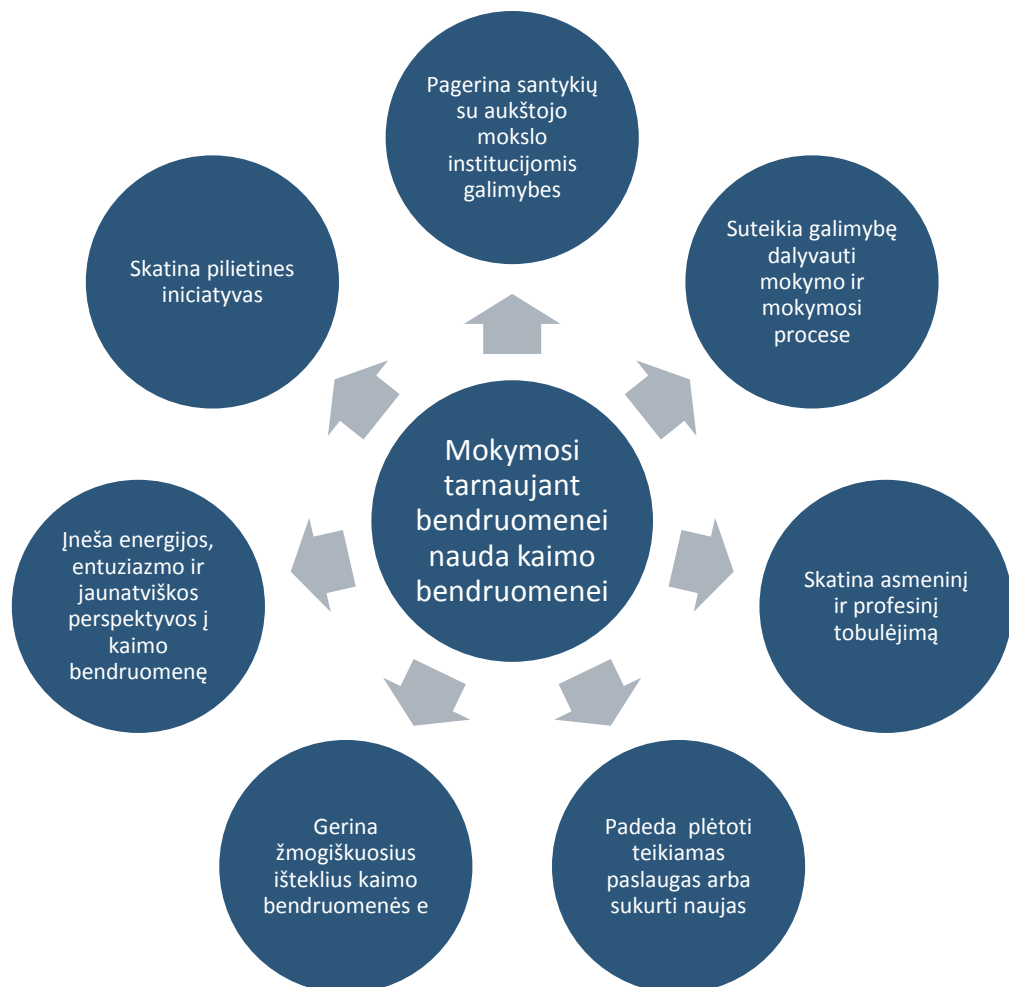 Pagerina santykių
su aukštojo
mokslo
institucijomis
galimybes
Suteikia galimybę
dalyvauti
mokymo ir
mokymosi
procese
Skatina asmeninį
ir profesinį
tobulėjimą
Padeda  plėtoti
teikiamas
paslaugas arba
sukurti naujas
Gerina
žmogiškuosius
išteklius kaimo
bendruomenės e
Įneša energijos,
entuziazmo ir
jaunatviškos
perspektyvos į
kaimo
bendruomenę
Skatina pilietines
iniciatyvas
Mokymosi
tarnaujant
bendruomenei
nauda kaimo
bendruomenei